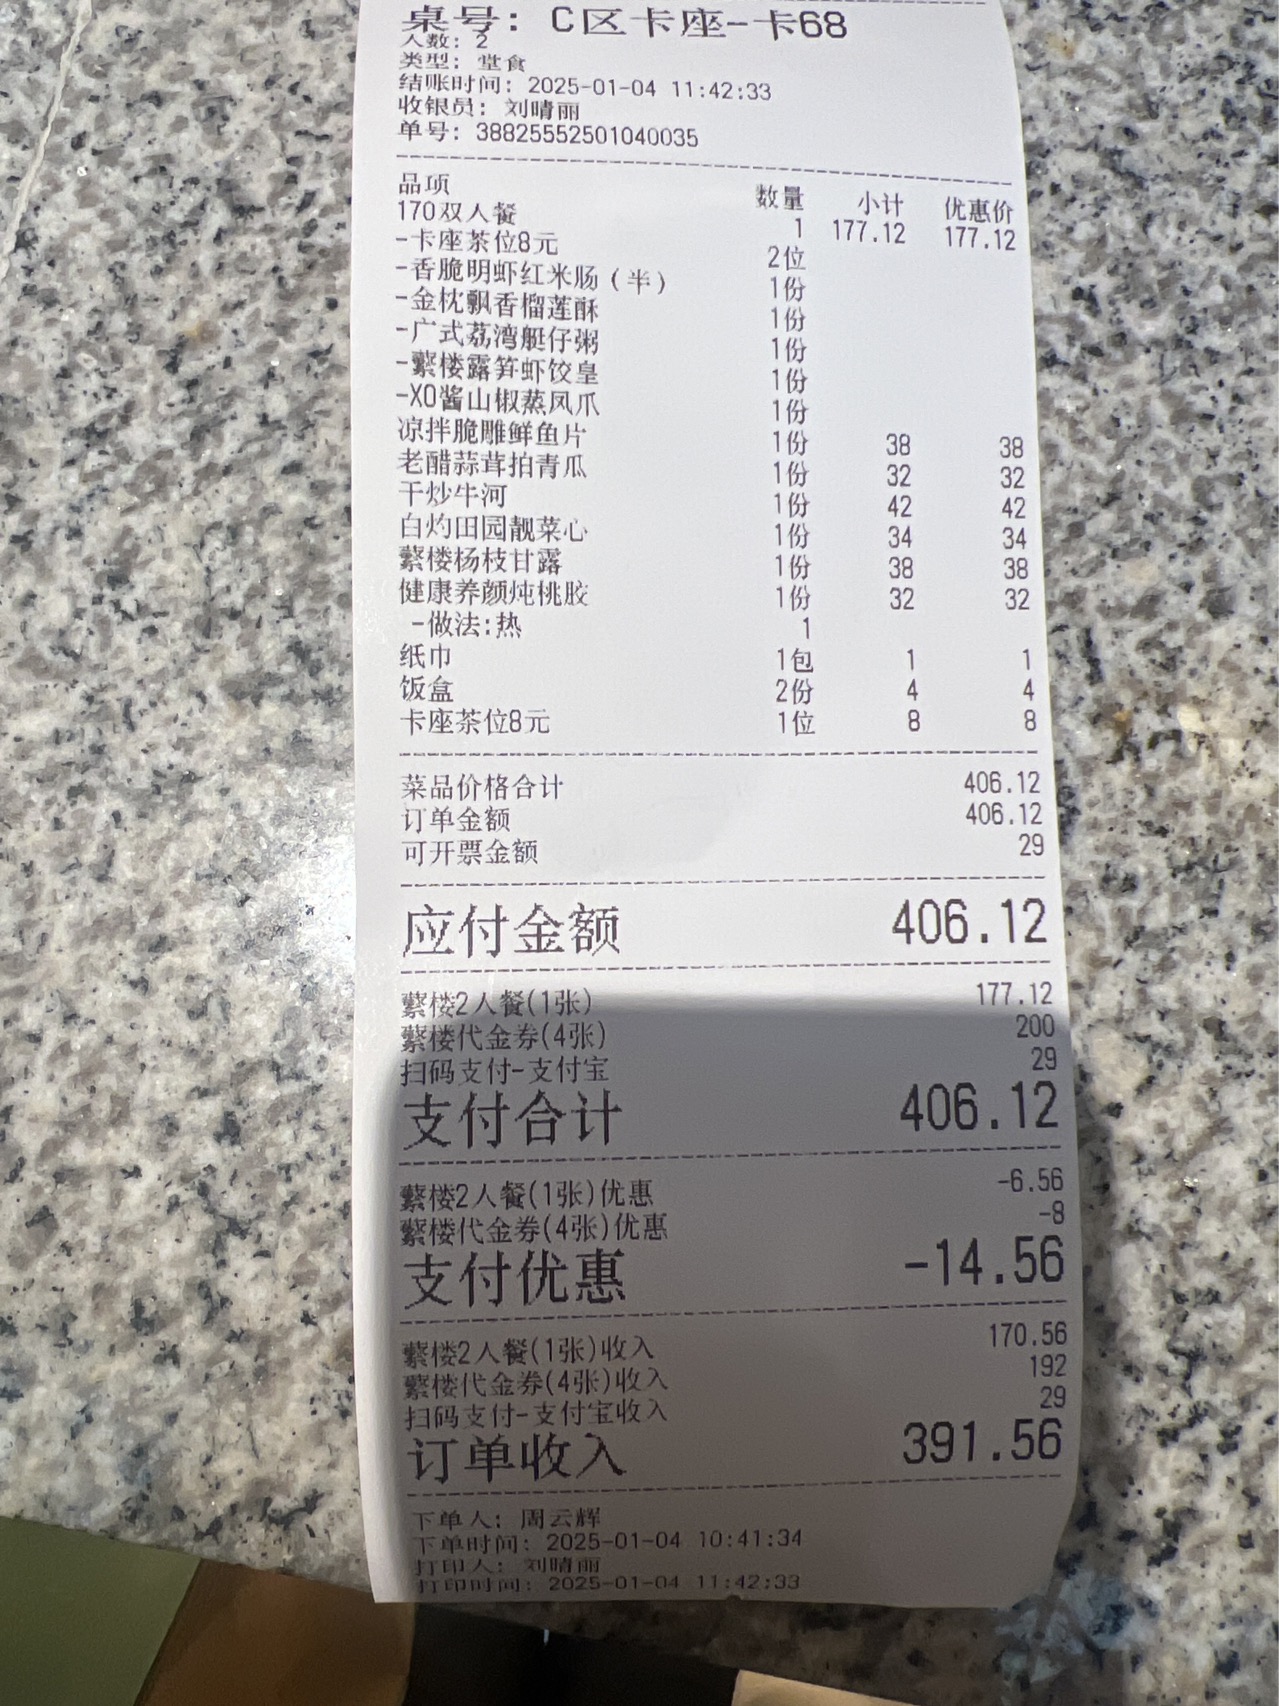 桌号: C区卡座-卡68
人数: 2
类型: 堂食
结账时间: 2025-01-04 11:42:33
收银员: 刘晴丽
单号: 38825552501040035
品项 数量 小计 优惠价
170双人餐 1 177.12 177.12
-卡座茶位8元 2位
-香脆明虾红米肠(半) 1份
-金枕飘香榴莲酥 1份
-广式荔湾艇仔粥 1份
-蘩楼露笋虾饺皇 1份
-XO酱山椒蒸凤爪 1份
凉拌脆雕鲜鱼片 1份 38 38
老醋蒜茸拍青瓜 1份 32 32
干炒牛河 1份 42 42
白灼田园靓菜心 1份 34 34
蘩楼杨枝甘露 1份 38 38
健康养颜炖桃胶 1份 32 32
-做法:热 1
纸巾 1包 1 1
饭盒 2份 4 4
卡座茶位8元 1位 8 8
菜品价格合计 406.12
订单金额 406.12
可开票金额 29
应付金额 406.12
蘩楼2人餐(1张) 177.12
蘩楼代金券(4张) 200
扫码支付-支付宝 29
支付合计 406.12
蘩楼2人餐(1张)优惠 -6.56
蘩楼代金券(4张)优惠 -8
支付优惠 -14.56
蘩楼2人餐(1张)收入 170.56
蘩楼代金券(4张)收入 192
扫码支付-支付宝收入 29
订单收入 391.56
下单人: 周云辉
下单时间: 2025-01-04 10:41:34
打印人: 刘晴丽
打印时间: 2025-01-04 11:42:33